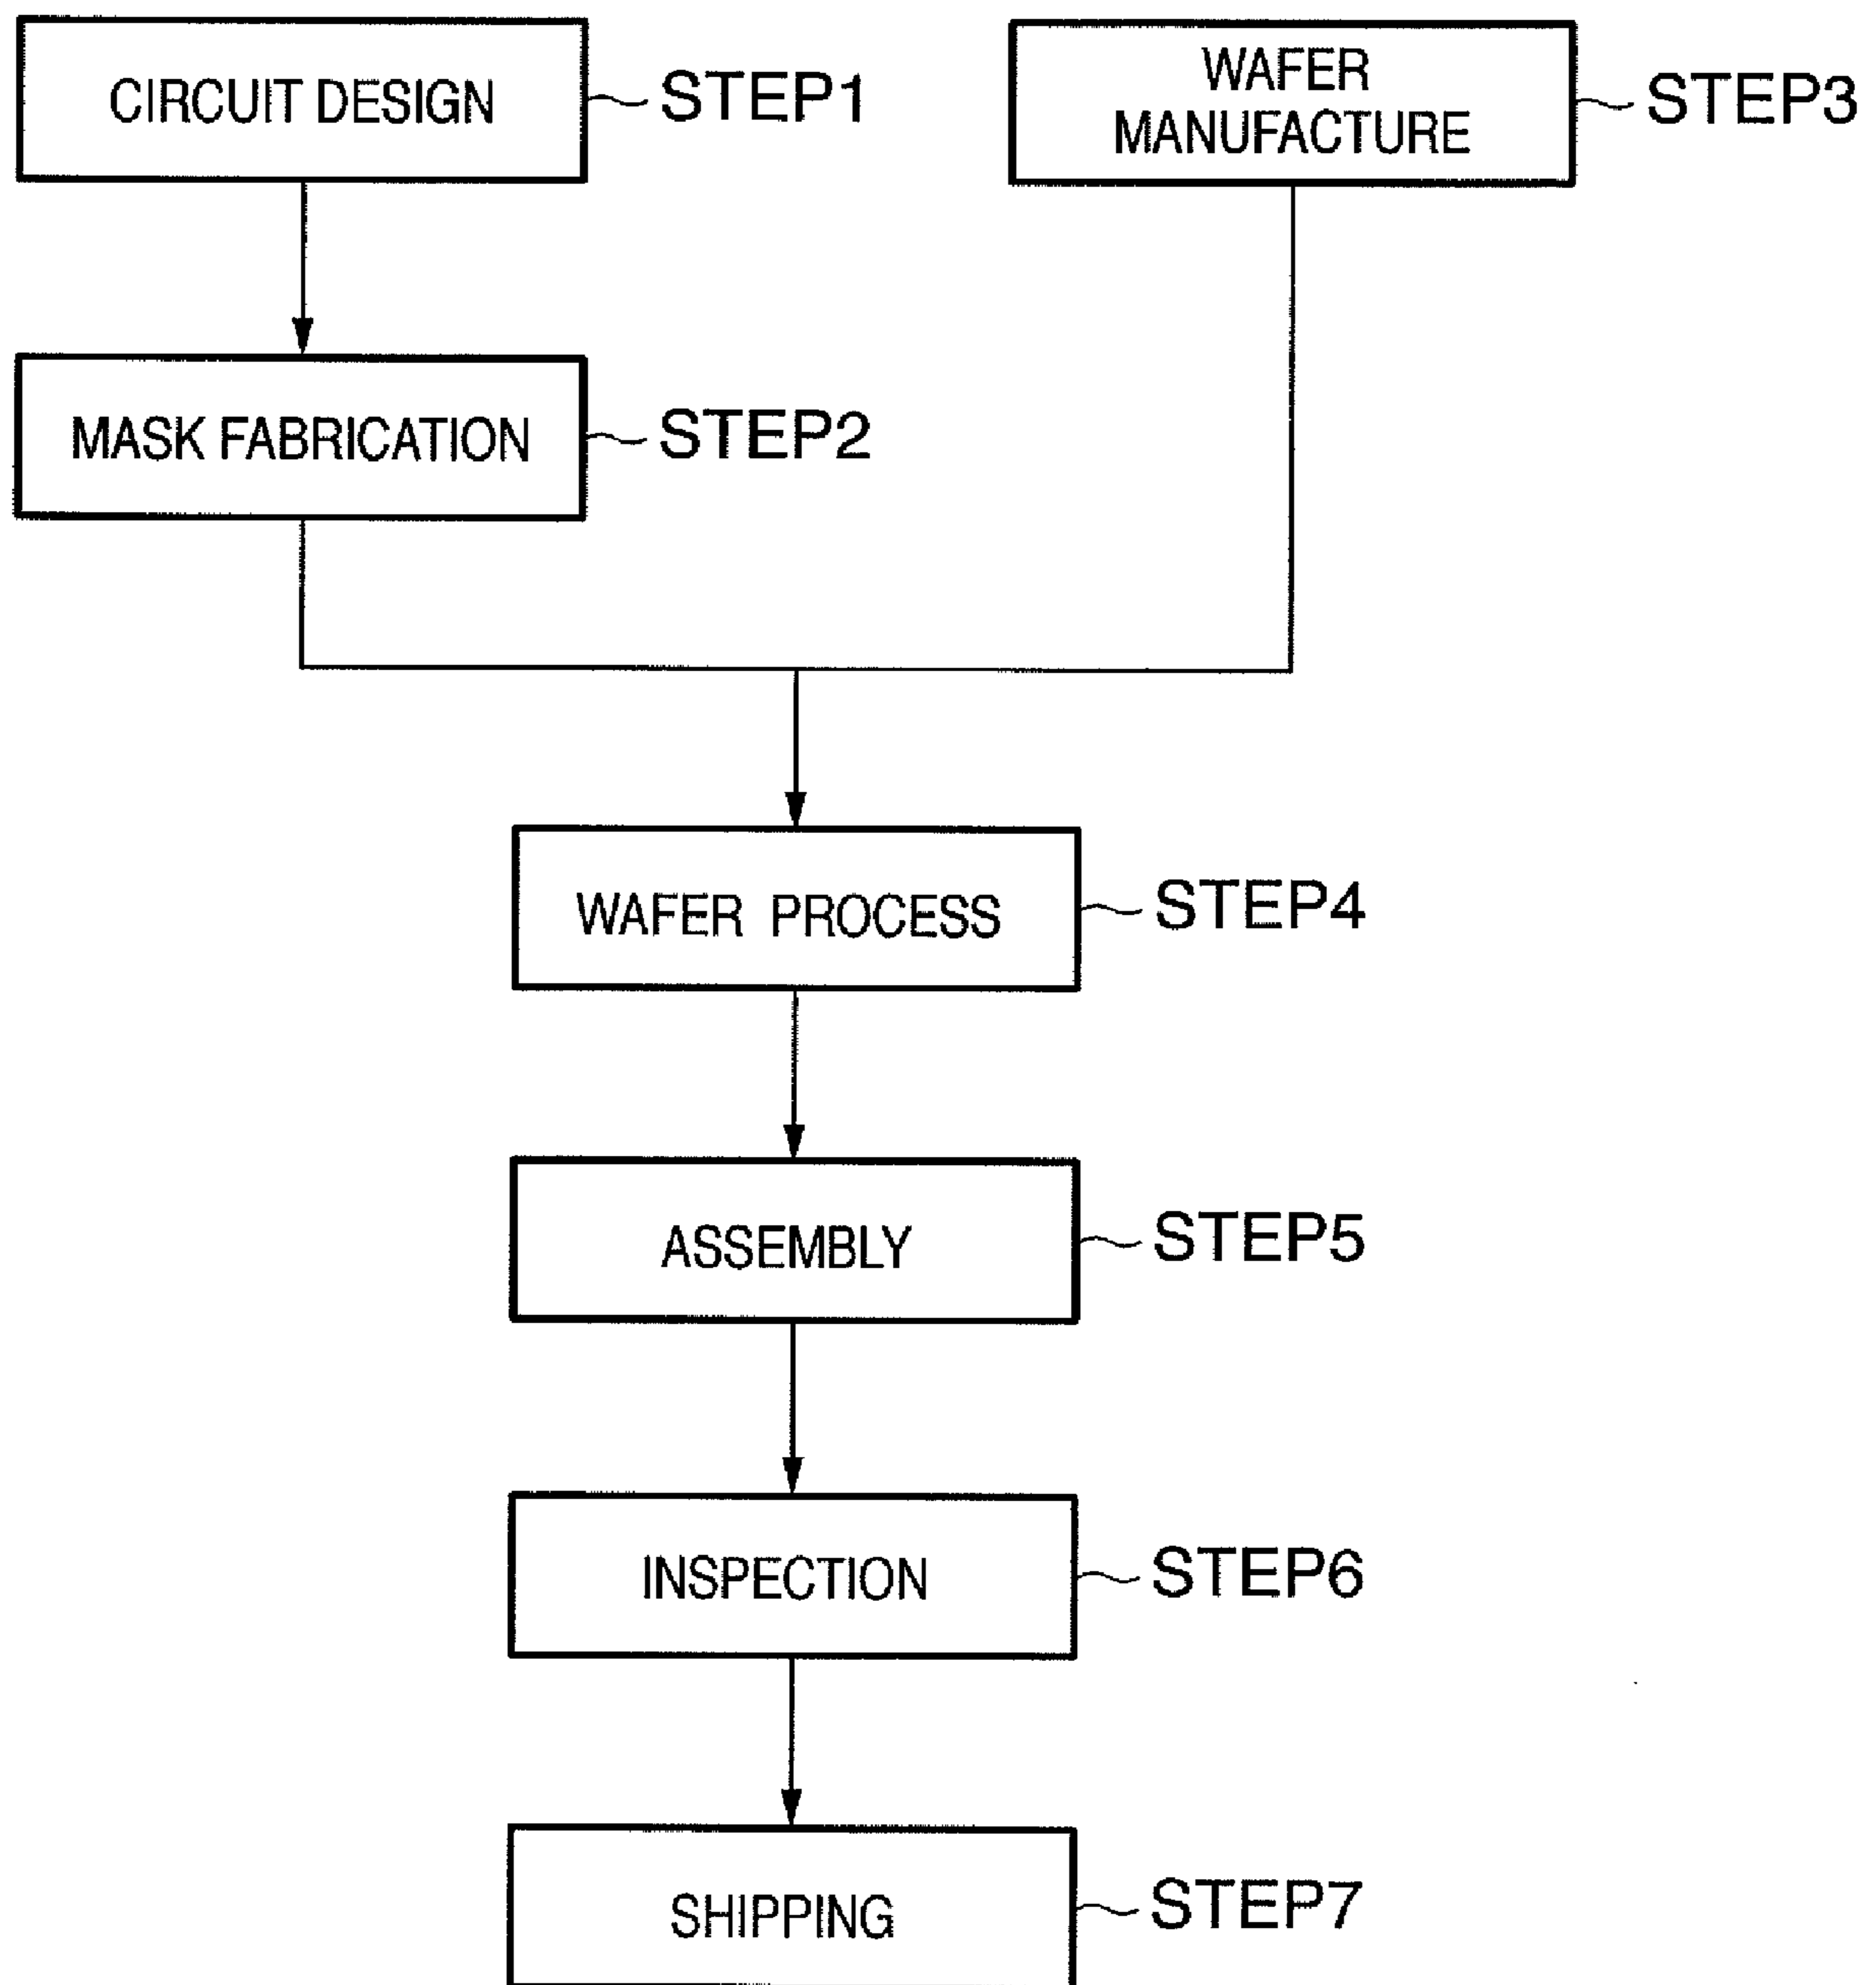 CIRCUIT DESIGN
STEP1
WAFER
MANUFACTURE
STEP3
MASK FABRICATION
STEP2
WAFER PROCESS
STEP4
ASSEMBLY
STEP5
INSPECTION
STEP6
SHIPPING
STEP7